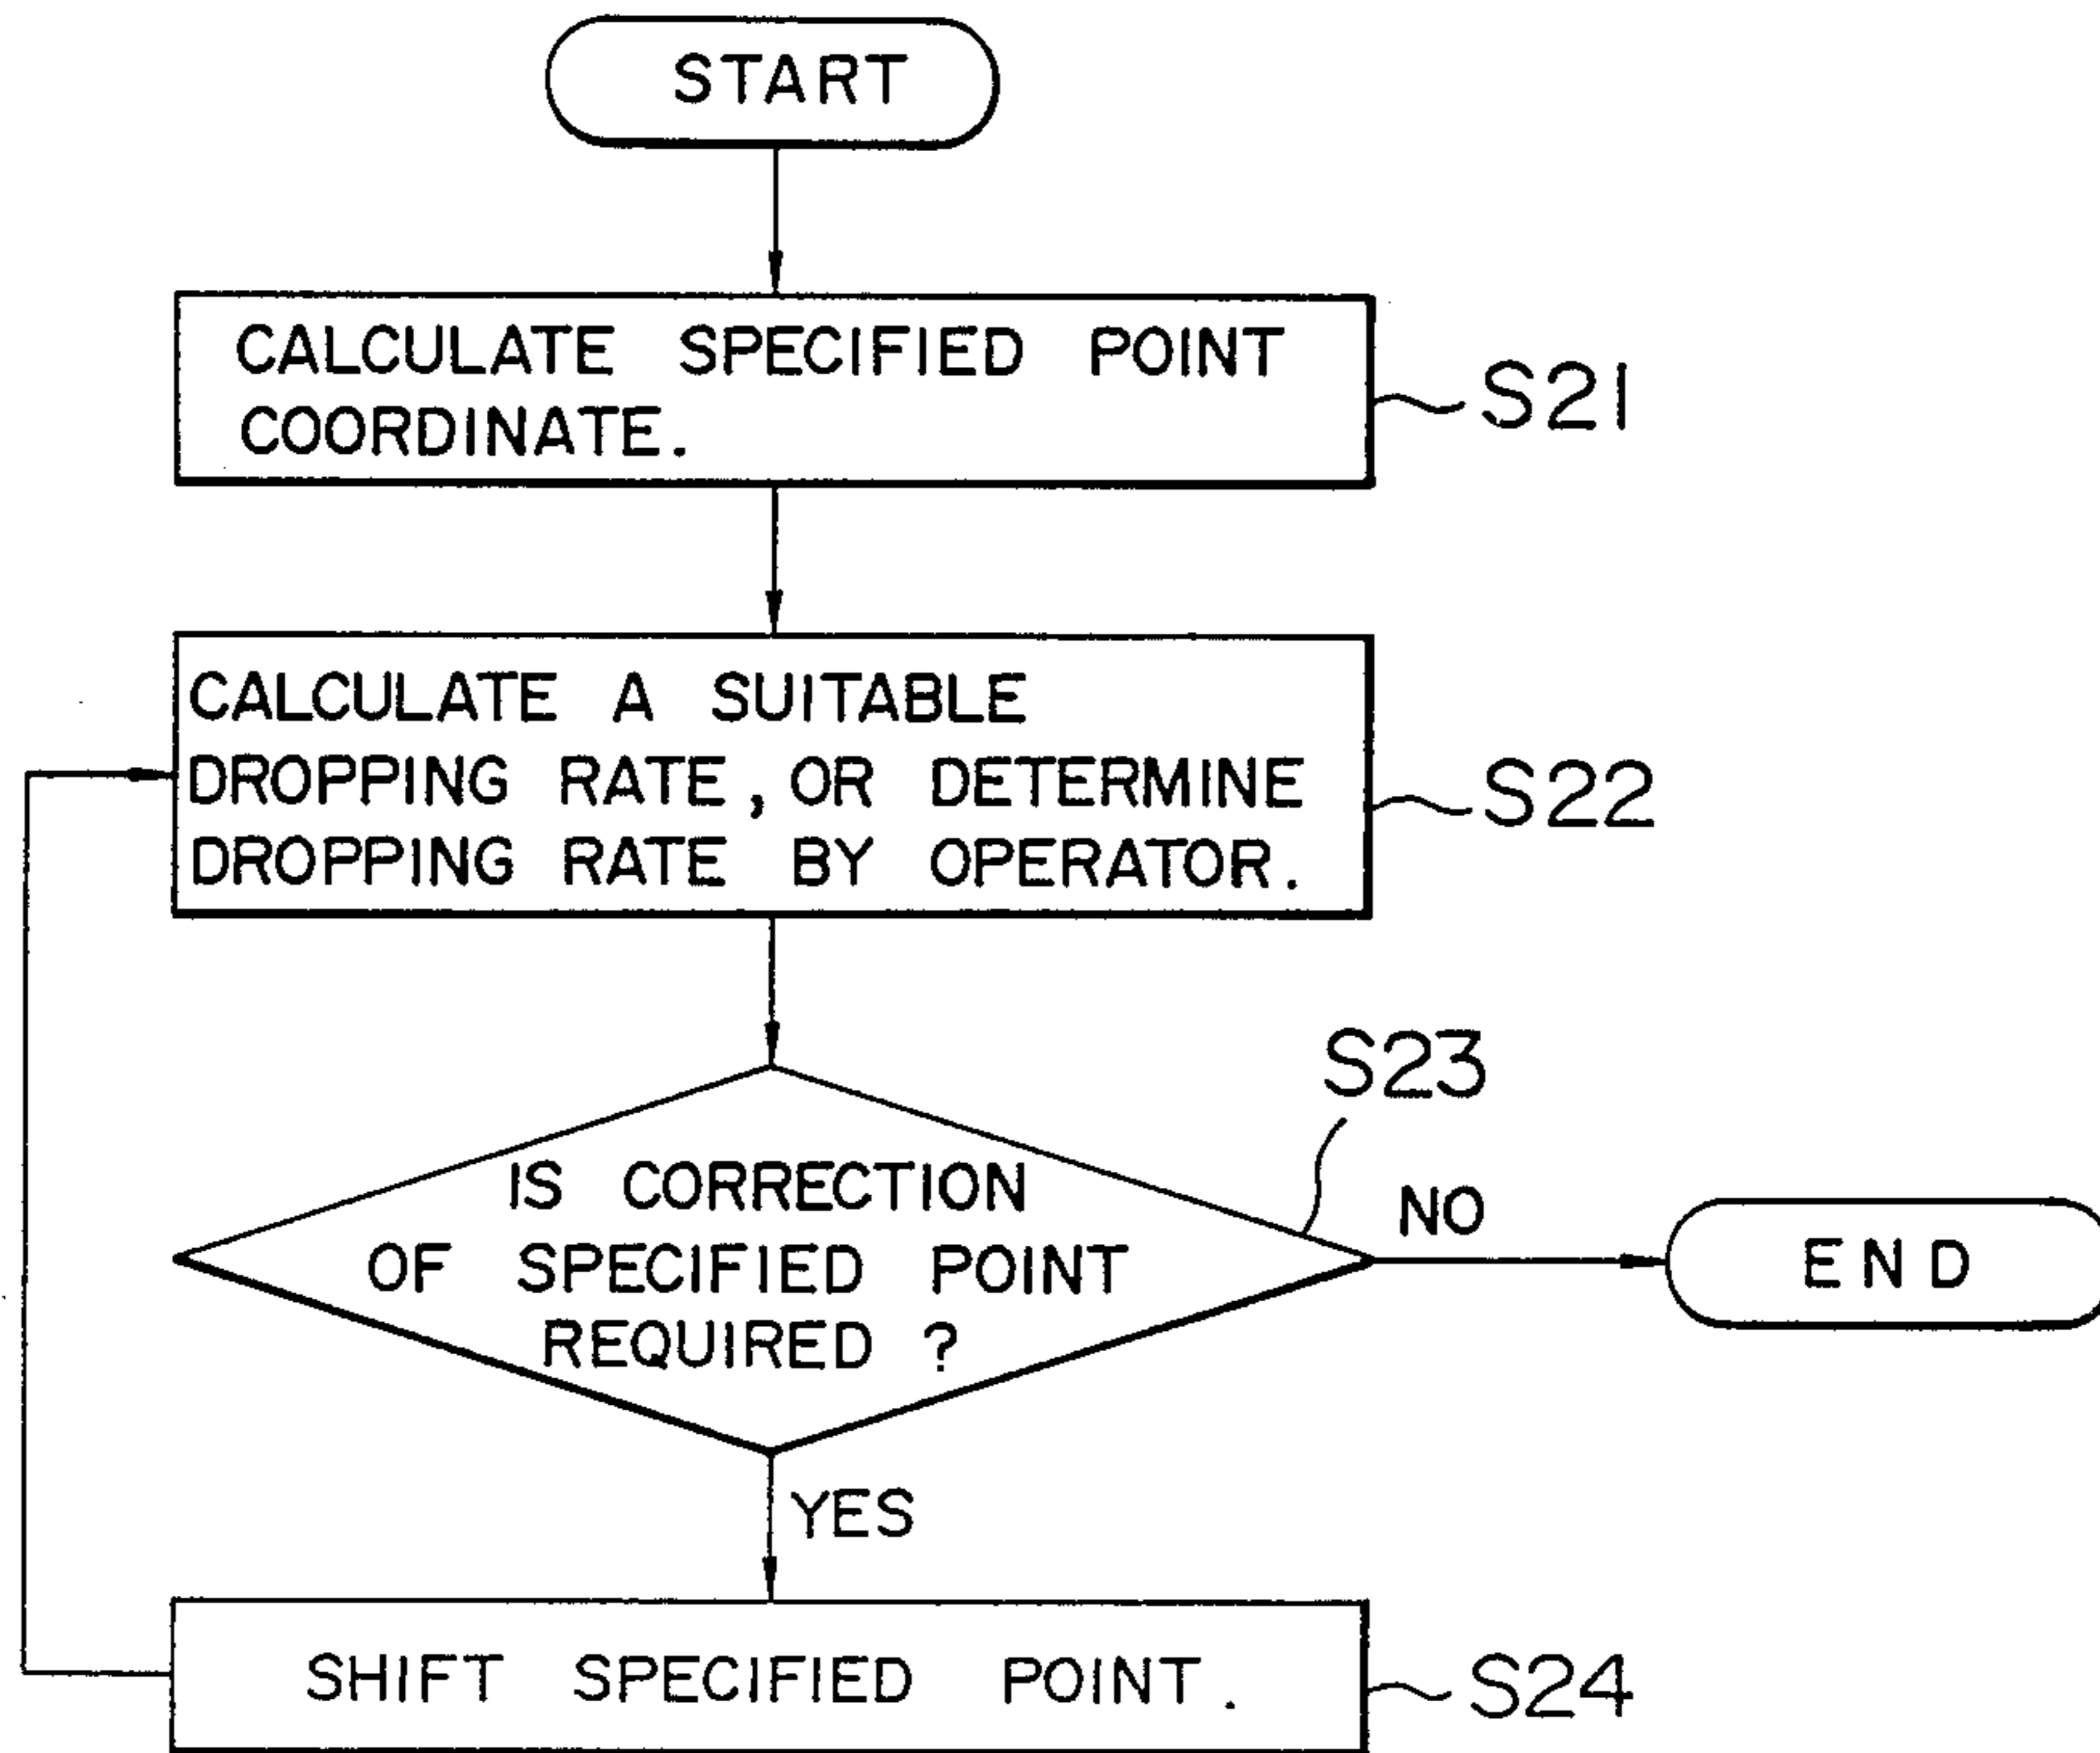 START
CALCULATE SPECIFIED POINT
COORDINATE.
S21
CALCULATE A SUITABLE
DROPPING RATE, OR DETERMINE
DROPPING RATE BY OPERATOR.
S22
S23
IS CORRECTION
OF SPECIFIED POINT
REQUIRED ?
NO
END
YES
SHIFT SPECIFIED POINT.
S24